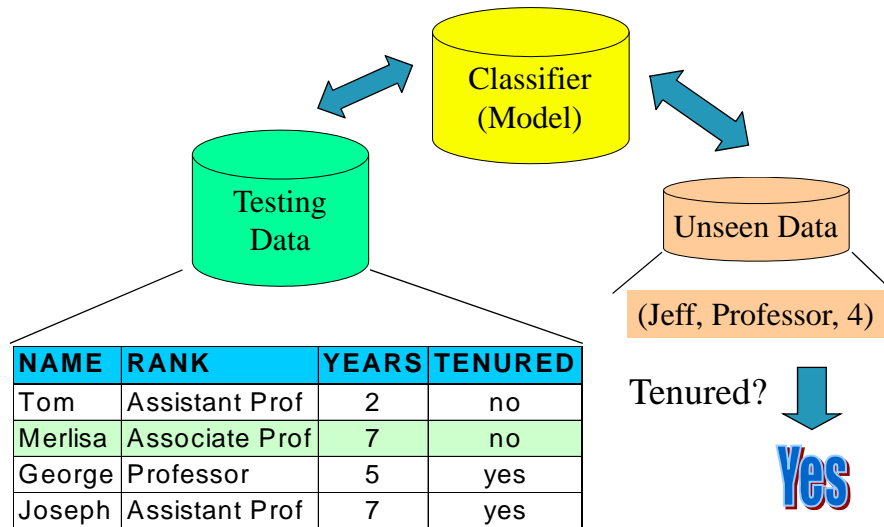 Classifier
(Model)
Testing
Data
Unseen Data
(Jeff, Professor, 4)
NAME RANK YEARS TENURED
Tom Assistant Prof 2 no
Merlisa Associate Prof 7 no
George Professor 5 yes
Joseph Assistant Prof 7 yes
Tenured?
Yes